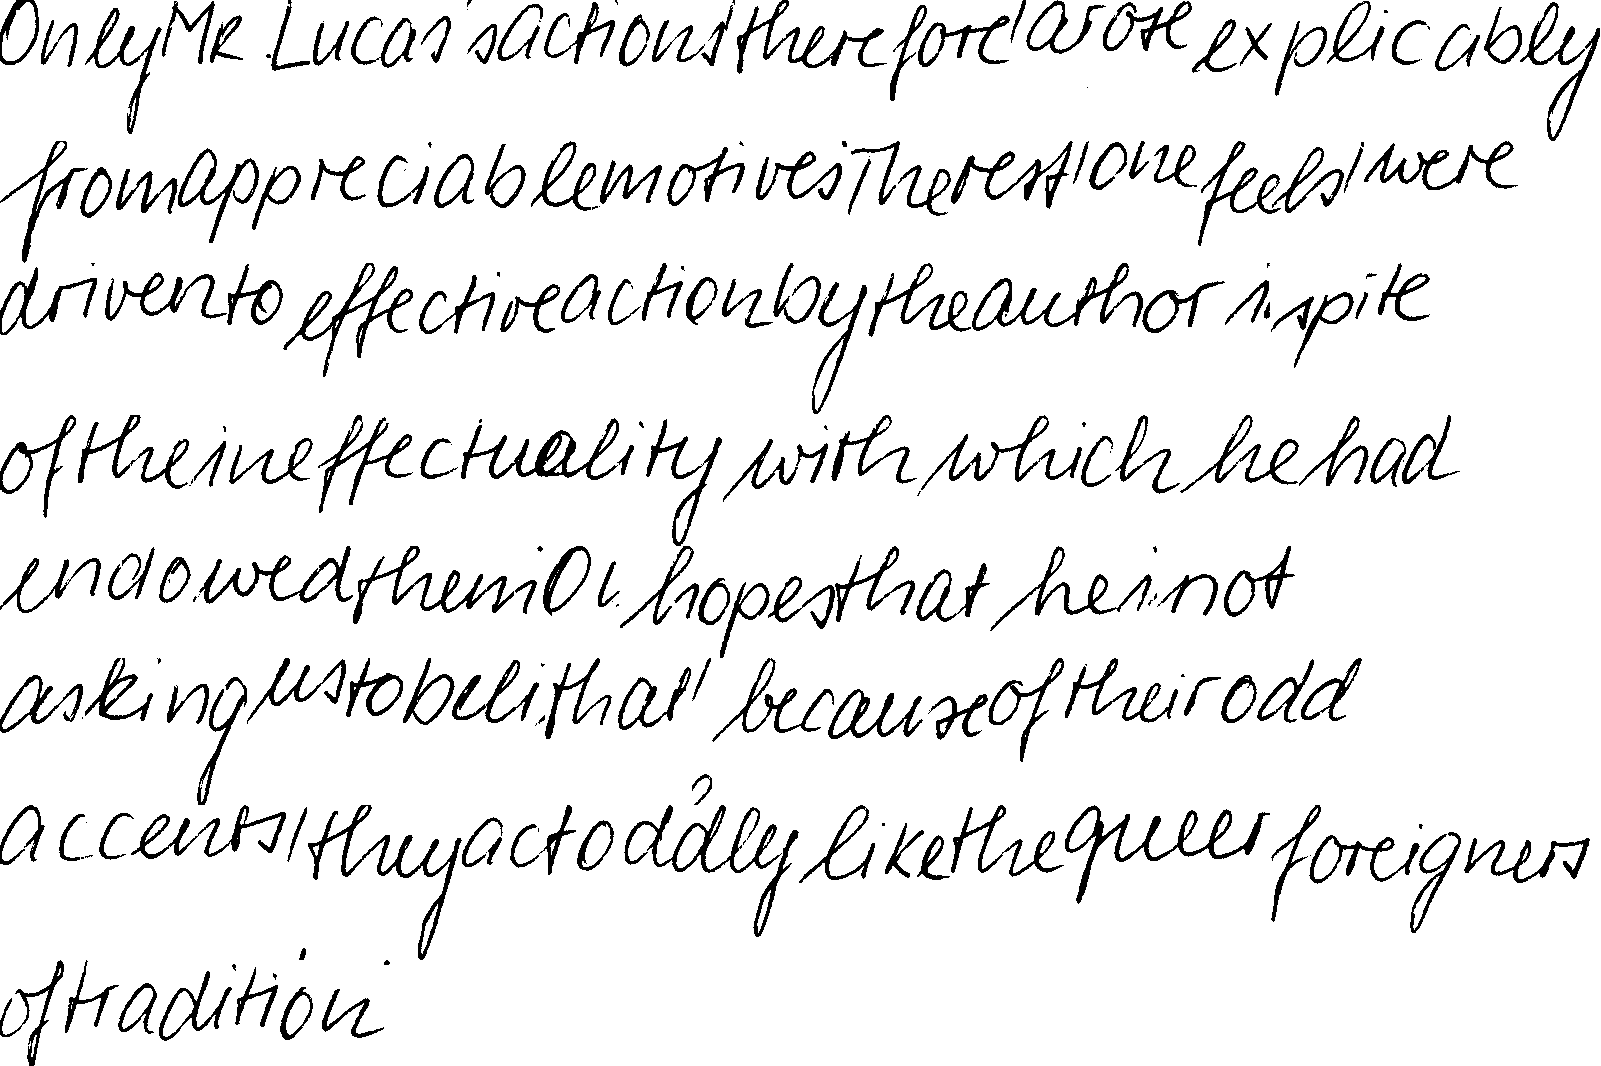 Only Mr. Lucas's actions, therefore, arose explicably
from appreciable motives. The rest, one feels, were
driven to effective action by the author in spite
of the ineffectuality with which he had
endowed them. O hopes that he is not
asking us to beli that, because of their odd
accents, they act oddly like the queer foreigners
of tradition.